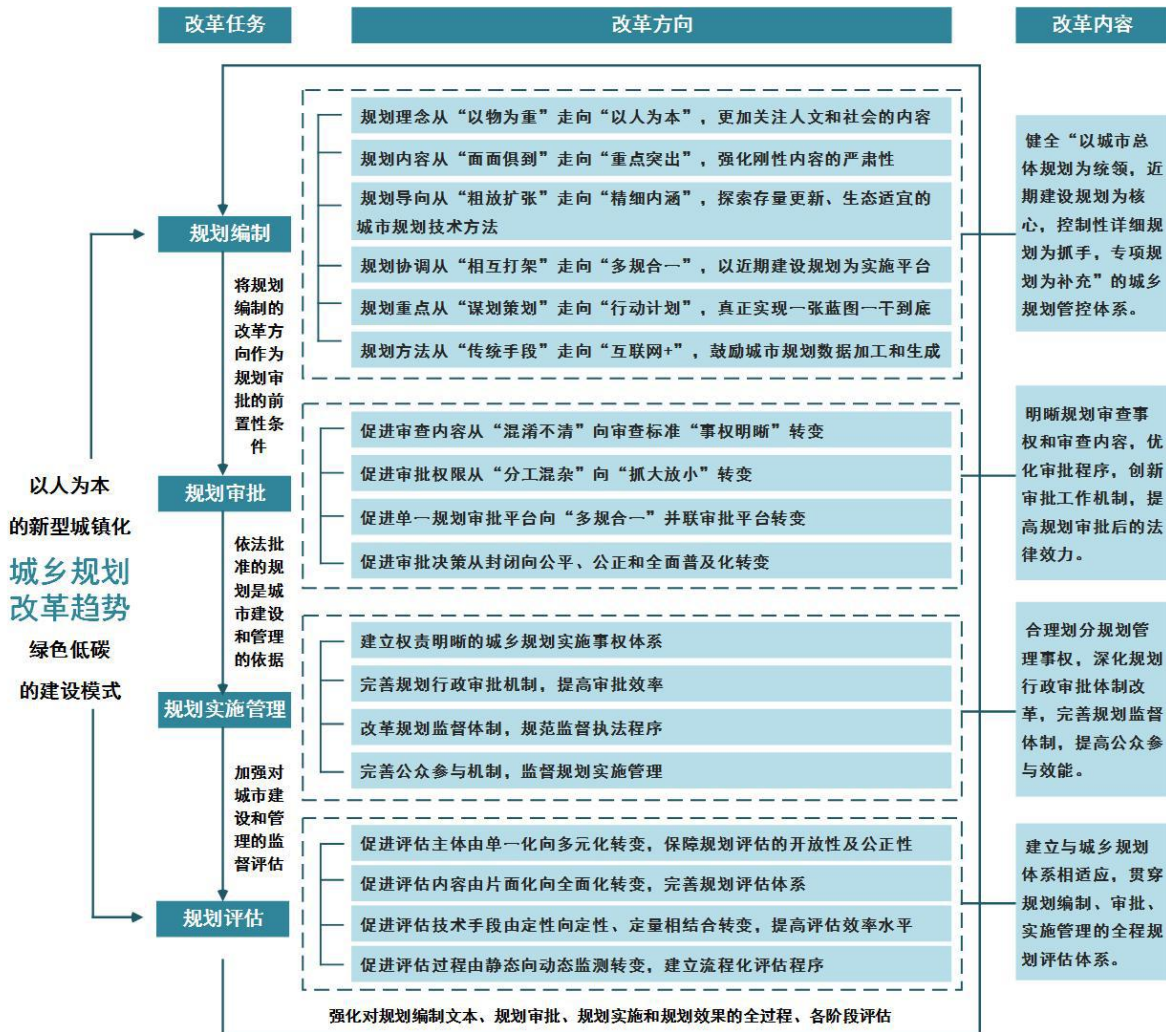 改革任务
改革方向
改革内容
以人为本
的新型城镇化
城乡规划
改革趋势
绿色低碳
的建设模式
规划编制
将规划
编制的
改革方
向作为
规划审
批的前
置性条
件
规划审批
依法批
准的规
划是城
市建设
和管理
的依据
规划实施管理
加强对
城市建
设和管
理的监
督评估
规划评估
规划理念从“以物为重”走向“以人为本”，更加关注人文和社会的内容
规划内容从“面面俱到”走向“重点突出”，强化刚性内容的严肃性
规划导向从“粗放扩张”走向“精细内涵”，探索存量更新、生态适宜的
城市规划技术方法
规划协调从“相互打架”走向“多规合一”，以近期建设规划为实施平台
规划重点从“谋划策划”走向“行动计划”，真正实现一张蓝图一干到底
规划方法从“传统手段”走向“互联网+”，鼓励城市规划数据加工和生成
促进审查内容从“混淆不清”向审查标准“事权明晰”转变
促进审批权限从“分工混杂”向“抓大放小”转变
促进单一规划审批平台向“多规合一”并联审批平台转变
促进审批决策从封闭向公平、公正和全面普及化转变
建立权责明晰的城乡规划实施事权体系
完善规划行政审批机制，提高审批效率
改革规划监督体制，规范监督执法程序
完善公众参与机制，监督规划实施管理
促进评估主体由单一化向多元化转变，保障规划评估的开放性及公正性
促进评估内容由片面化向全面化转变，完善规划评估体系
促进评估技术手段由定性向定性、定量相结合转变，提高评估效率水平
促进评估过程由静态向动态监测转变，建立流程化评估程序
强化对规划编制文本、规划审批、规划实施和规划效果的全过程、各阶段评估
健全“以城市总
体规划为统领，近
期建设规划为核
心，控制性详细规
划为抓手，专项规
划为补充”的城乡
规划管控体系。
明晰规划审查事
权和审查内容，优
化审批程序，创新
审批工作机制，提
高规划审批后的法
律效力。
合理划分规划管
理事权，深化规划
行政审批体制改
革，完善规划监督
体制，提高公众参
与效能。
建立与城乡规划
体系相适应，贯穿
规划编制、审批、
实施管理的全程规
划评估体系。